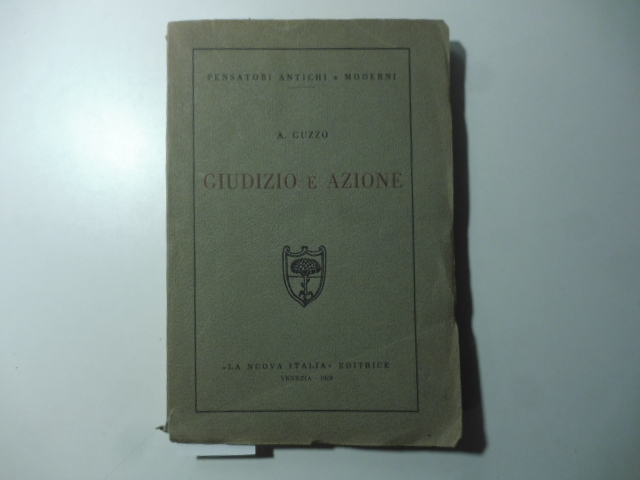 PENSATORI ANTICHI E MODERNI
A. GUZZO
GIUDIZIO E AZIONE
«LA NUOVA ITALIA» EDITRICE
VENEZIA - 1928